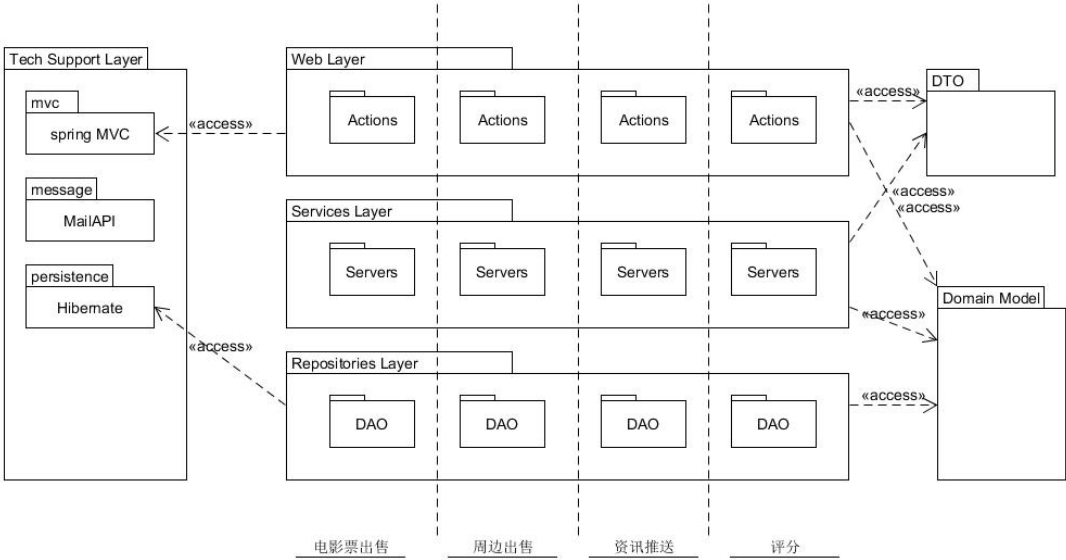 Tech Support Layer
mvc
spring MVC
message
MailAPI
persistence
Hibernate
«access»
«access»
Web Layer
Actions
Actions
Actions
Actions
Services Layer
Servers
Servers
Servers
Servers
Repositories Layer
DAO
DAO
DAO
DAO
«access»
«access»
«access»
«access»
«access»
DTO
Domain Model
电影票出售
周边出售
资讯推送
评分